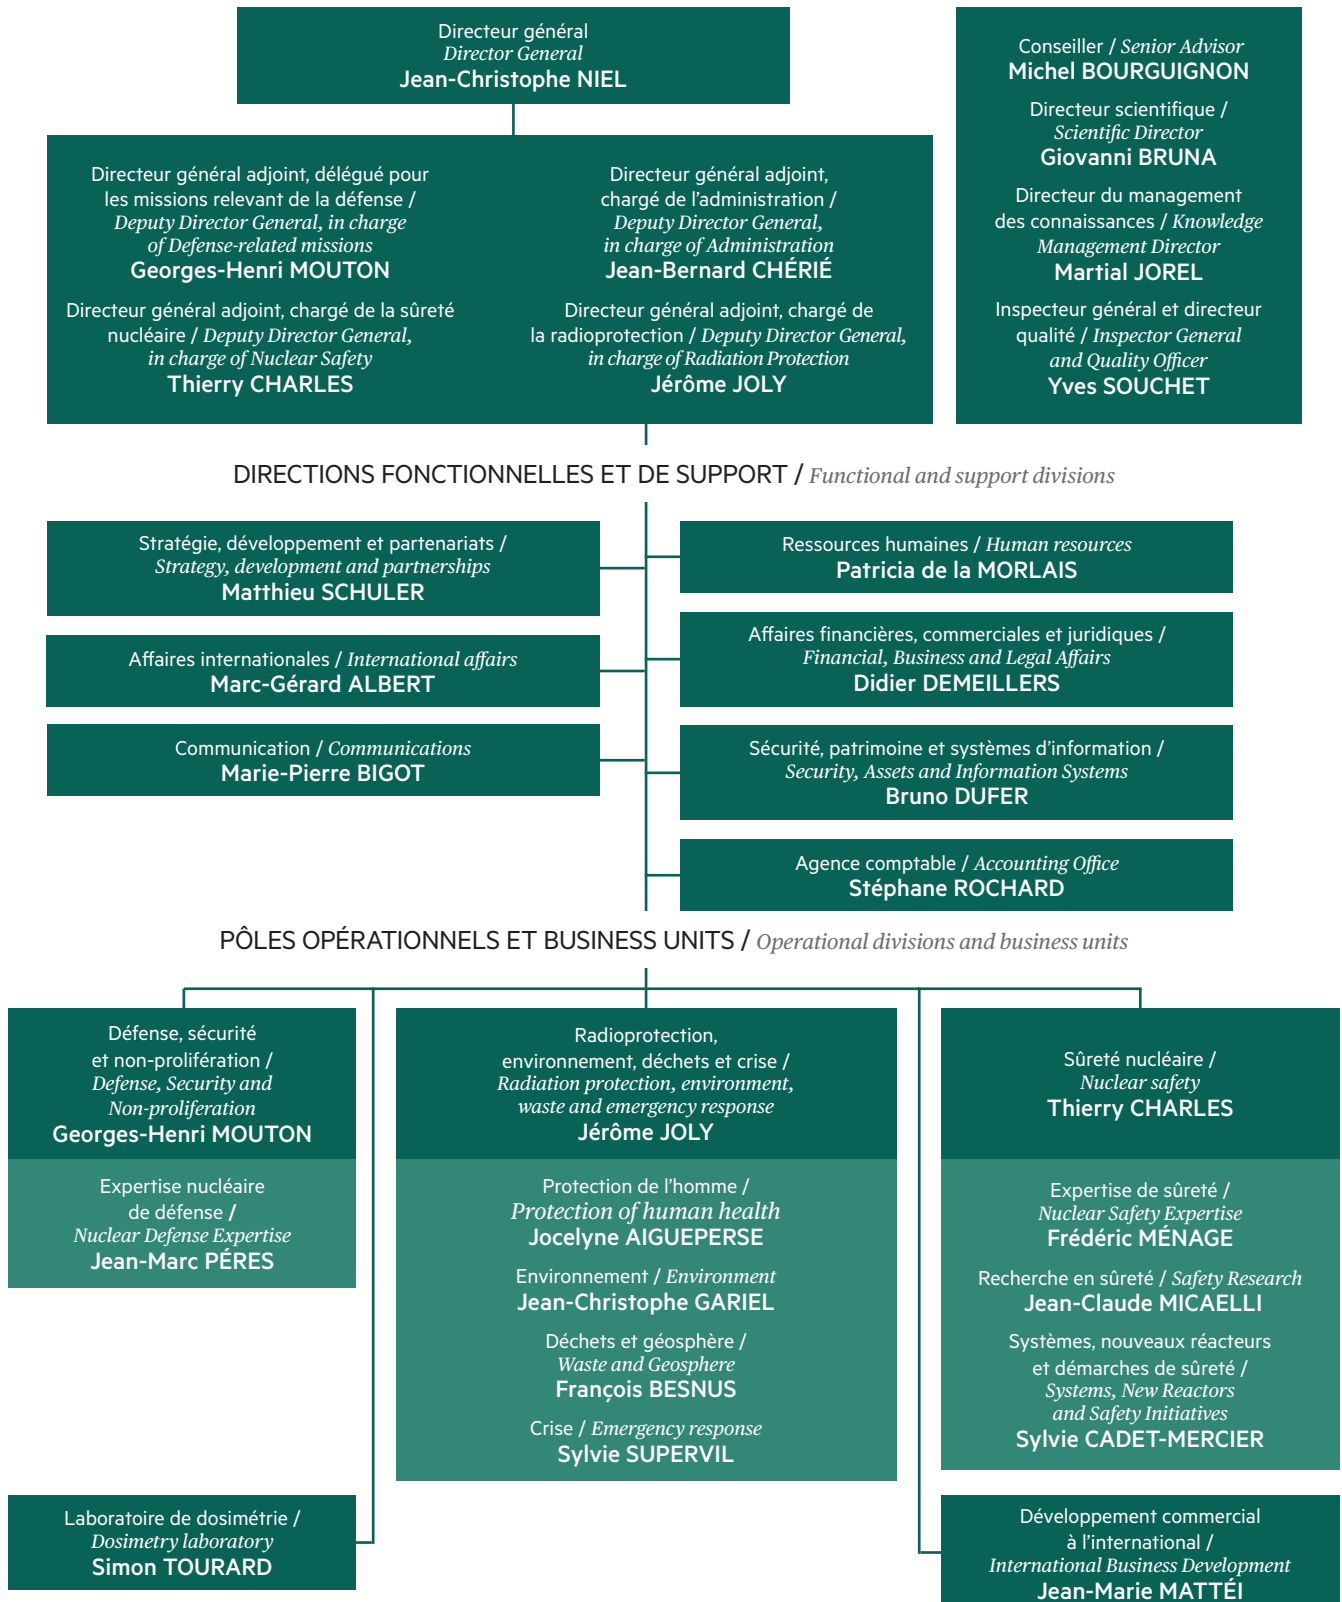 Directeur général
Director General
Jean-Christophe NIEL
Conseiller / Senior Advisor
Michel BOURGUIGNON
Directeur scientifique /
Scientific Director
Giovanni BRUNA
Directeur du management
des connaissances / Knowledge
Management Director
Martial JOREL
Inspecteur général et directeur
qualité / Inspector General
and Quality Officer
Yves SOUCHET
Directeur général adjoint, délégué pour
les missions relevant de la défense /
Deputy Director General, in charge
of Defense-related missions
Georges-Henri MOUTON
Directeur général adjoint,
chargé de l’administration /
Deputy Director General,
in charge of Administration
Jean-Bernard CHÉRIÉ
Directeur général adjoint, chargé de la sûreté
nucléaire / Deputy Director General,
in charge of Nuclear Safety
Thierry CHARLES
Directeur général adjoint, chargé de
la radioprotection / Deputy Director General,
in charge of Radiation Protection
Jérôme JOLY
DIRECTIONS FONCTIONNELLES ET DE SUPPORT / Functional and support divisions
Stratégie, développement et partenariats /
Strategy, development and partnerships
Matthieu SCHULER
Affaires internationales / International affairs
Marc-Gérard ALBERT
Communication / Communications
Marie-Pierre BIGOT
Ressources humaines / Human resources
Patricia de la MORLAIS
Affaires financières, commerciales et juridiques /
Financial, Business and Legal Affairs
Didier DEMEILLERS
Sécurité, patrimoine et systèmes d’information /
Security, Assets and Information Systems
Bruno DUFER
Agence comptable / Accounting Office
Stéphane ROCHARD
PÔLES OPÉRATIONNELS ET BUSINESS UNITS / Operational divisions and business units
Défense, sécurité
et non-prolifération /
Defense, Security and
Non-proliferation
Georges-Henri MOUTON
Expertise nucléaire
de défense /
Nuclear Defense Expertise
Jean-Marc PÉRES
Radioprotection,
environnement, déchets et crise /
Radiation protection, environment,
waste and emergency response
Jérôme JOLY
Protection de l’homme /
Protection of human health
Jocelyne AIGUEPERSE
Environnement / Environment
Jean-Christophe GARIEL
Déchets et géosphère /
Waste and Geosphere
François BESNUS
Crise / Emergency response
Sylvie SUPERVIL
Sûreté nucléaire /
Nuclear safety
Thierry CHARLES
Expertise de sûreté /
Nuclear Safety Expertise
Frédéric MÉNAGE
Recherche en sûreté / Safety Research
Jean-Claude MICAELLI
Systèmes, nouveaux réacteurs
et démarches de sûreté /
Systems, New Reactors
and Safety Initiatives
Sylvie CADET-MERCIER
Laboratoire de dosimétrie /
Dosimetry laboratory
Simon TOURARD
Développement commercial
à l’international /
International Business Development
Jean-Marie MATTÉI